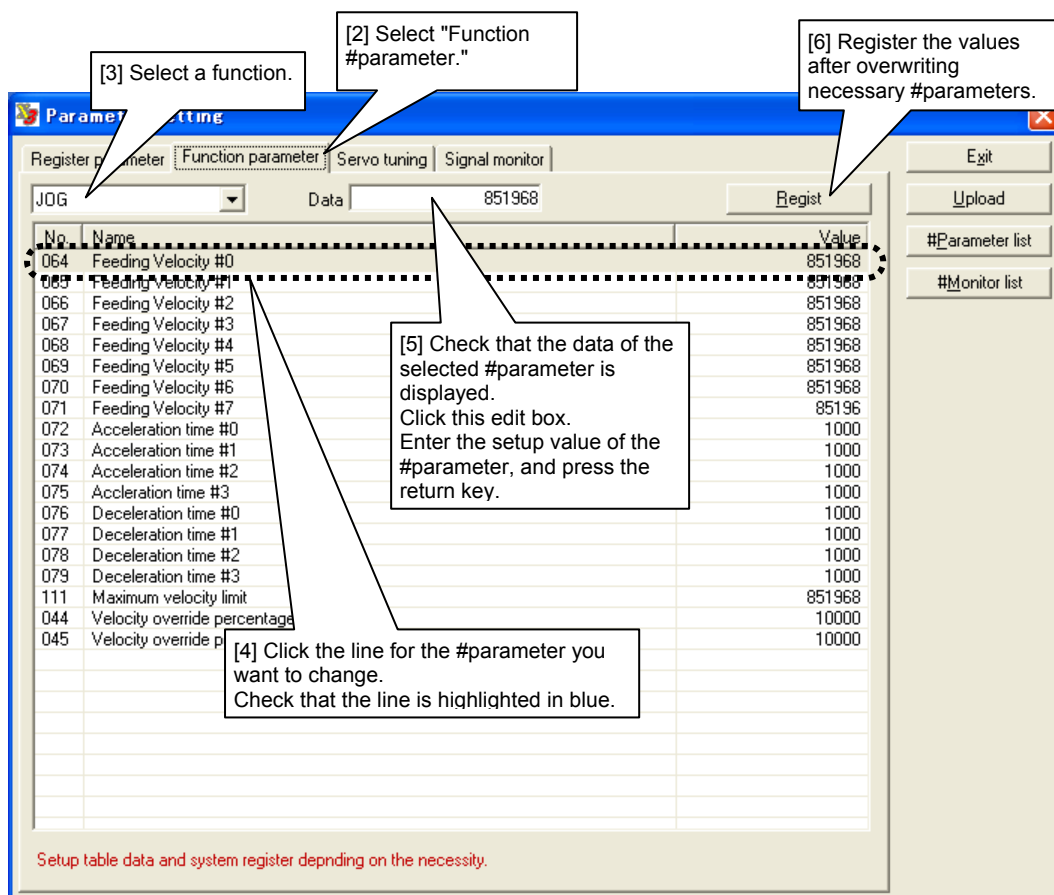 [2] Select "Function
#parameter."
[3] Select a function.
[6] Register the values
after overwriting
necessary #parameters.
Register parameter Function parameter Servo tuning Signal monitor
Exit
JOG Data 851968 Regist Upload
No. Name Value
#Parameter list
064 Feeding Velocity #0 851968
065 Feeding Velocity #1 851968
#Monitor list
066 Feeding Velocity #2 851968
067 Feeding Velocity #3 851968
068 Feeding Velocity #4 851968
069 Feeding Velocity #5 851968
070 Feeding Velocity #6 851968
071 Feeding Velocity #7 85196
072 Acceleration time #0 1000
073 Acceleration time #1 1000
074 Acceleration time #2 1000
075 Accleration time #3 1000
076 Deceleration time #0 1000
077 Deceleration time #1 1000
078 Deceleration time #2 1000
079 Deceleration time #3 1000
111 Maximum velocity limit 851968
044 Velocity override percentage 10000
045 Velocity override p 10000
[5] Check that the data of the
selected #parameter is
displayed.
Click this edit box.
Enter the setup value of the
#parameter, and press the
return key.
[4] Click the line for the #parameter you
want to change.
Check that the line is highlighted in blue.
Setup table data and system register depnding on the necessity.